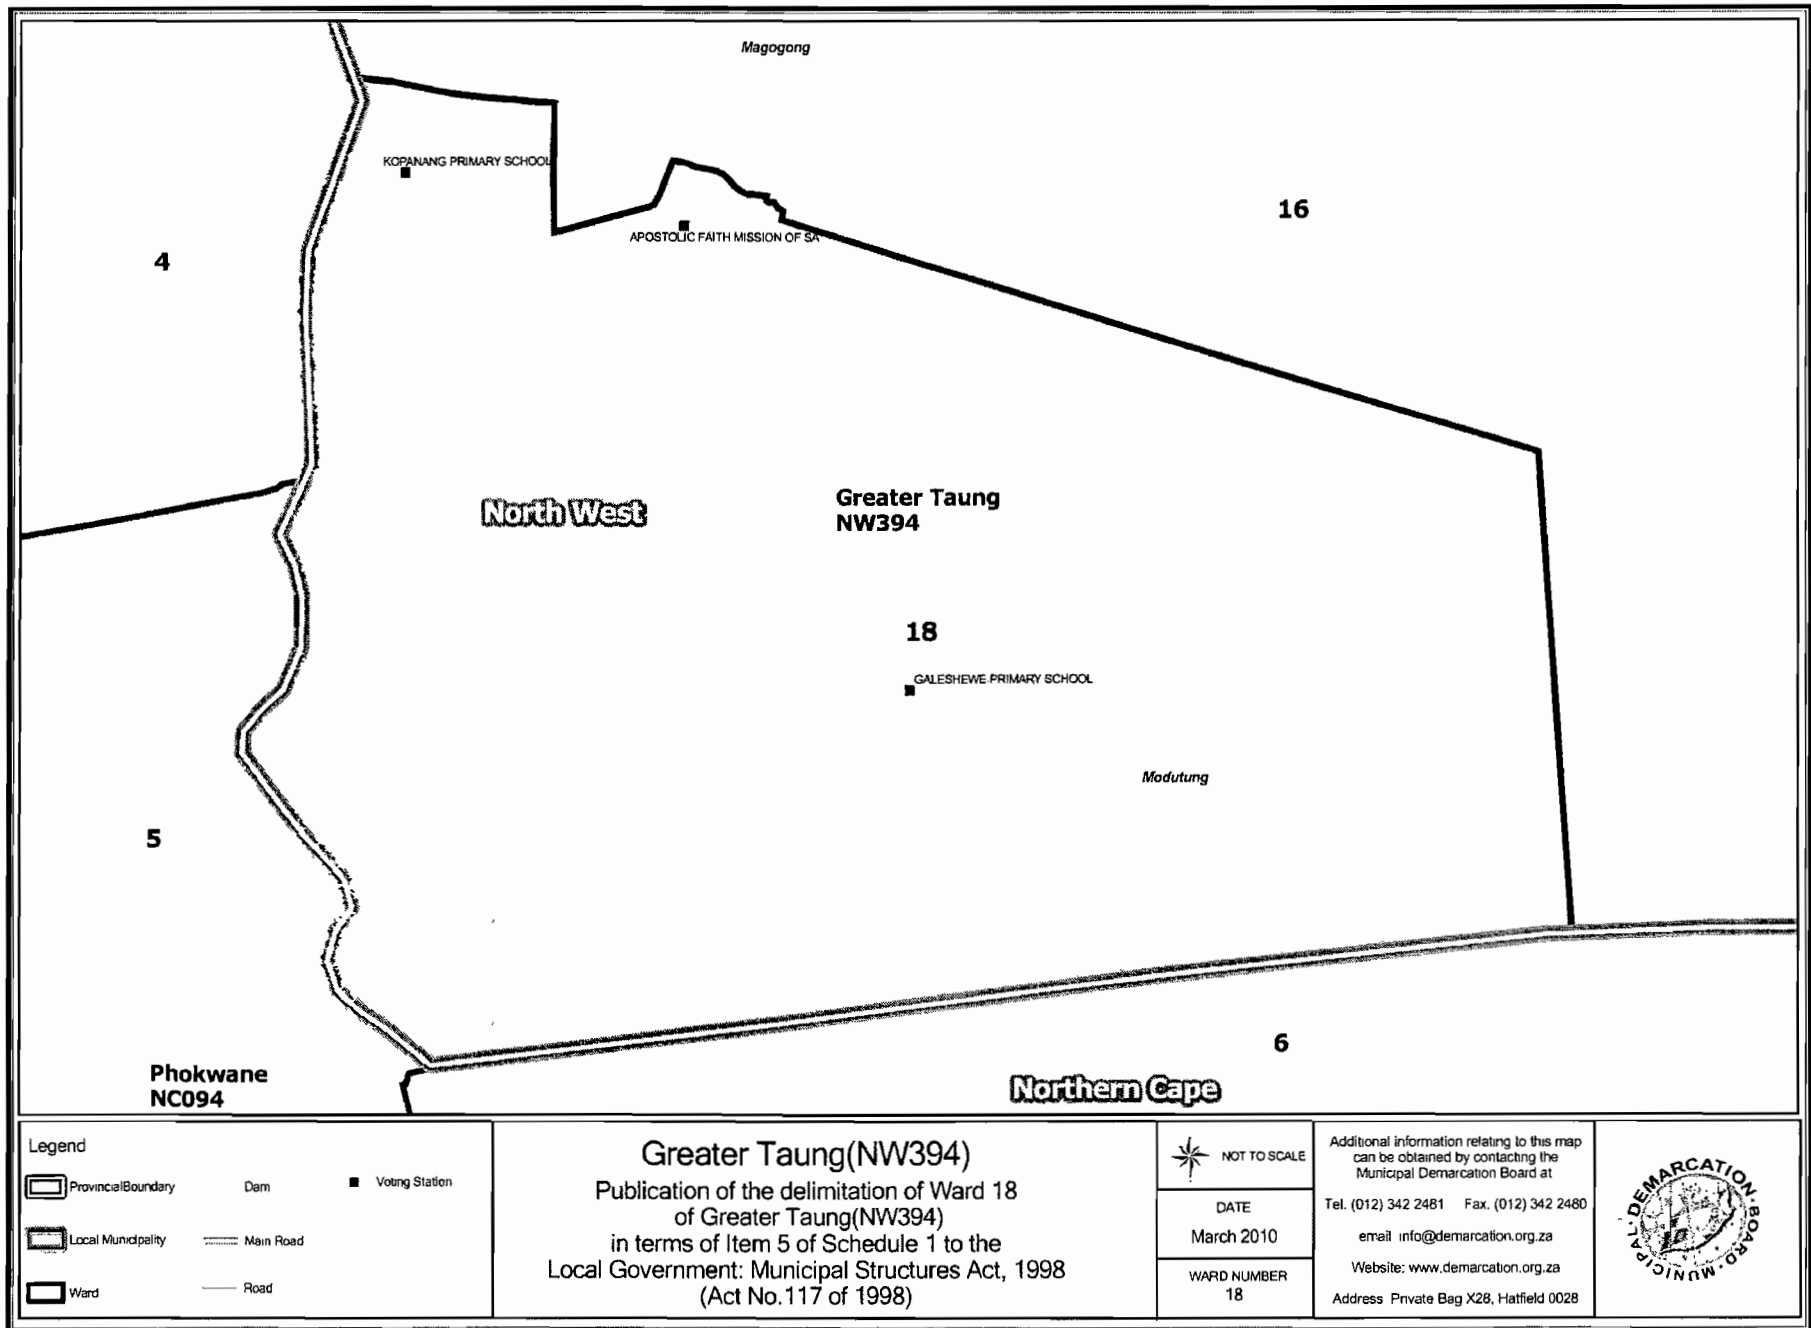 Magogong
KOPANANG PRIMARY SCHOOL
16
APOSTOLIC FAITH MISSION OF SA
4
North West
Greater Taung
NW394
18
GALESHEWE PRIMARY SCHOOL
Modutung
5
6
Phokwane
NC094
Northern Cape
Legend
Provincial Boundary
Dam
Voting Station
Local Municipality
Main Road
Ward
Road
Greater Taung(NW394)
Publication of the delimitation of Ward 18
of Greater Taung(NW394)
in terms of Item 5 of Schedule 1 to the
Local Government: Municipal Structures Act, 1998
(Act No.117 of 1998)
NOT TO SCALE
DATE
March 2010
WARD NUMBER
18
Additional information relating to this map
can be obtained by contacting the
Municipal Demarcation Board at
Tel. (012) 342 2481 Fax. (012) 342 2480
email info@demarcation.org.za
Website: www.demarcation.org.za
Address Private Bag X28, Hatfield 0028
MUNICIPAL · DEMARCATION · BOARD